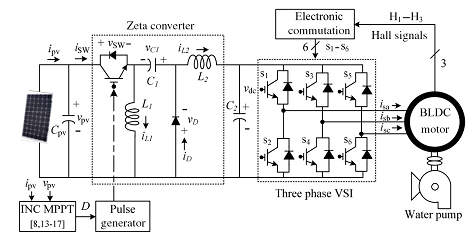 Zeta converter
Electronic commutation
H1–H3
Hall signals
6
S1–S6
3
ipv
iSW
vSW
vC1
C1
iL2
L2
Cpv
vpv
L1
iL1
vD
iD
C2
vdc
S1
S3
S5
S2
S4
S6
isa
isb
isc
BLDC motor
Three phase VSI
Water pump
ipv
vpv
INC MPPT
[8,13-17]
D
Pulse generator